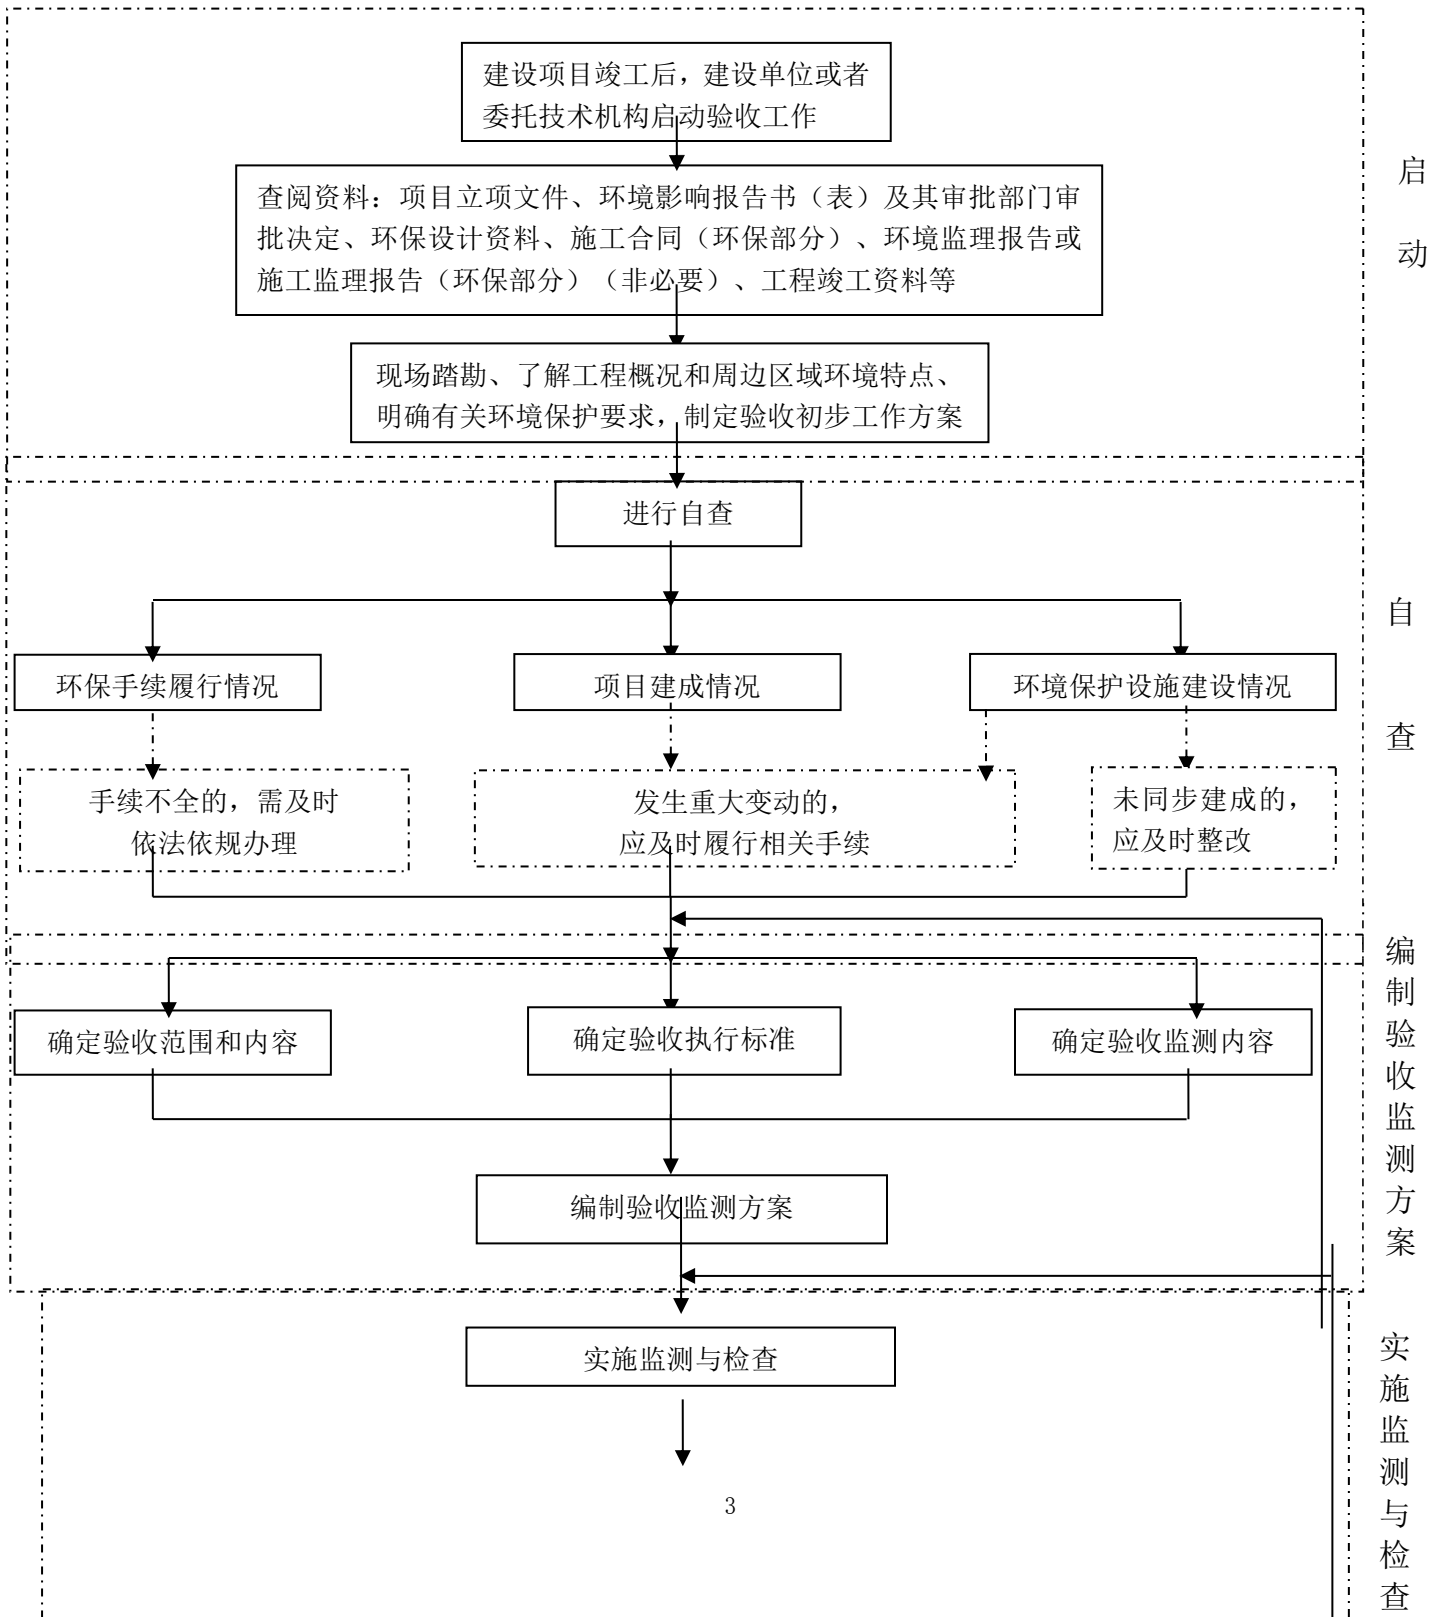 建设项目竣工后，建设单位或者
委托技术机构启动验收工作
查阅资料：项目立项文件、环境影响报告书（表）及其审批部门审
批决定、环保设计资料、施工合同（环保部分）、环境监理报告或
施工监理报告（环保部分）（非必要）、工程竣工资料等
现场踏勘、了解工程概况和周边区域环境特点、
明确有关环境保护要求，制定验收初步工作方案
启
动
进行自查
环保手续履行情况
项目建成情况
环境保护设施建设情况
手续不全的，需及时
依法依规办理
发生重大变动的，
应及时履行相关手续
未同步建成的，
应及时整改
自
查
确定验收范围和内容
确定验收执行标准
确定验收监测内容
编制验收监测方案
编
制
验
收
监
测
方
案
实施监测与检查
实
施
监
测
与
检
查
3